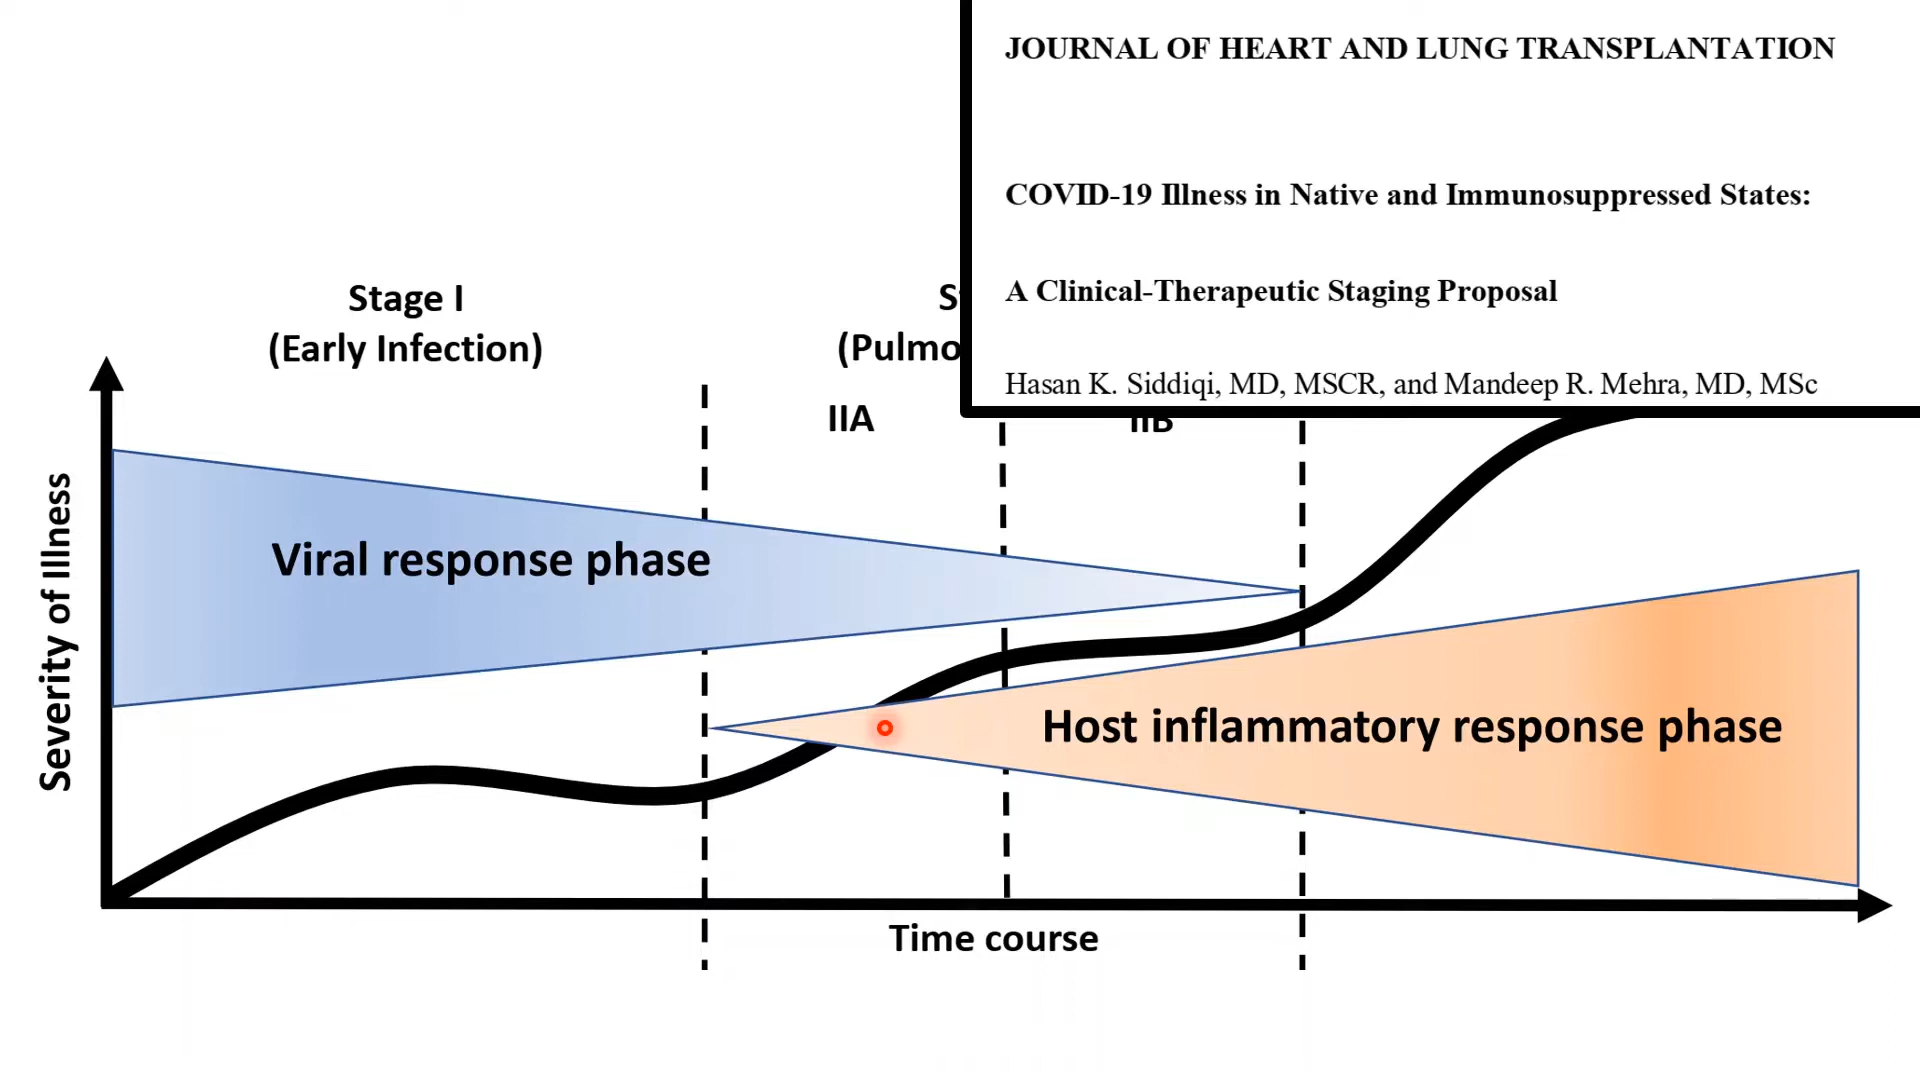 JOURNAL OF HEART AND LUNG TRANSPLANTATION
COVID-19 Illness in Native and Immunosuppressed States:
A Clinical-Therapeutic Staging Proposal
Hasan K. Siddiqi, MD, MSCR, and Mandeep R. Mehra, MD, MSc
Stage I
(Early Infection)
S
(Pulmo
IIA
IIB
Severity of Illness
Viral response phase
Host inflammatory response phase
Time course